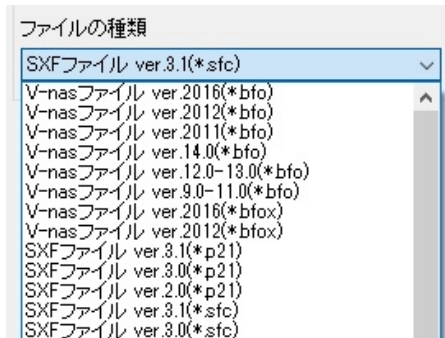 ファイルの種類
SXFファイル ver.3.1(*.sfc)
V-nasファイル ver.2016(*.bfo)
V-nasファイル ver.2012(*.bfo)
V-nasファイル ver.2011(*.bfo)
V-nasファイル ver.14.0(*.bfo)
V-nasファイル ver.12.0-13.0(*.bfo)
V-nasファイル ver.9.0-11.0(*.bfo)
V-nasファイル ver.2016(*.bfox)
V-nasファイル ver.2012(*.bfox)
SXFファイル ver.3.1(*.p21)
SXFファイル ver.3.0(*.p21)
SXFファイル ver.2.0(*.p21)
SXFファイル ver.3.1(*.sfc)
SXFファイル ver.3.0(*.sfc)